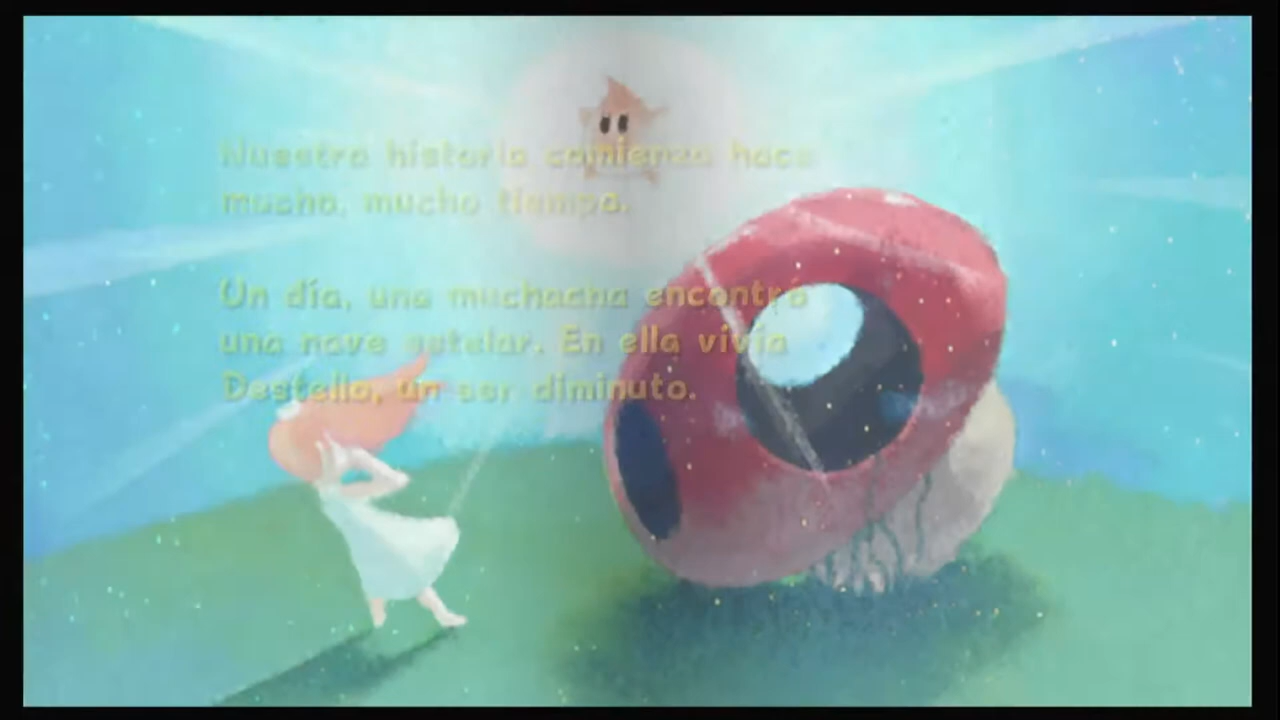 Nuestra historia comienza hace
mucho, mucho tiempo.
Un día, una muchacha encontró
una nave estelar. En ella vivía
Destello, un ser diminuto.